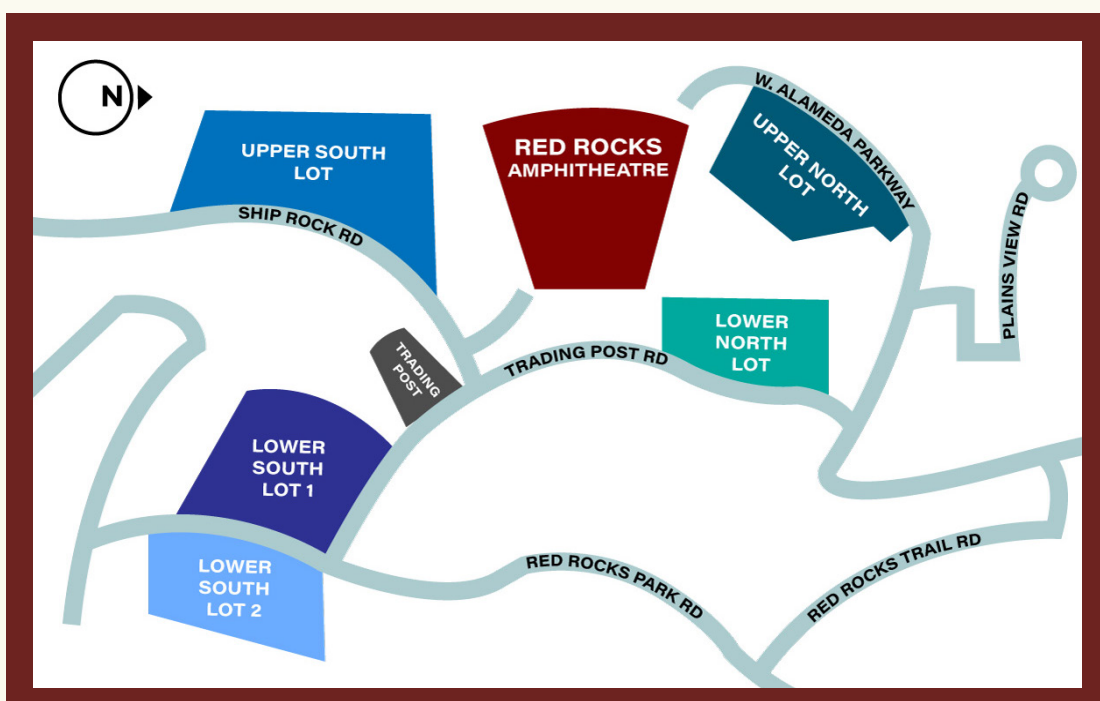 N
W. ALAMEDA PARKWAY
RED ROCKS
AMPHITHEATRE
UPPER SOUTH
LOT
UPPER NORTH
LOT
SHIP ROCK RD
PLAINS VIEW RD
LOWER
NORTH
LOT
TRADING POST RD
TRADING
POST
LOWER
SOUTH
LOT 1
LOWER
SOUTH
LOT 2
RED ROCKS PARK RD
RED ROCKS TRAIL RD